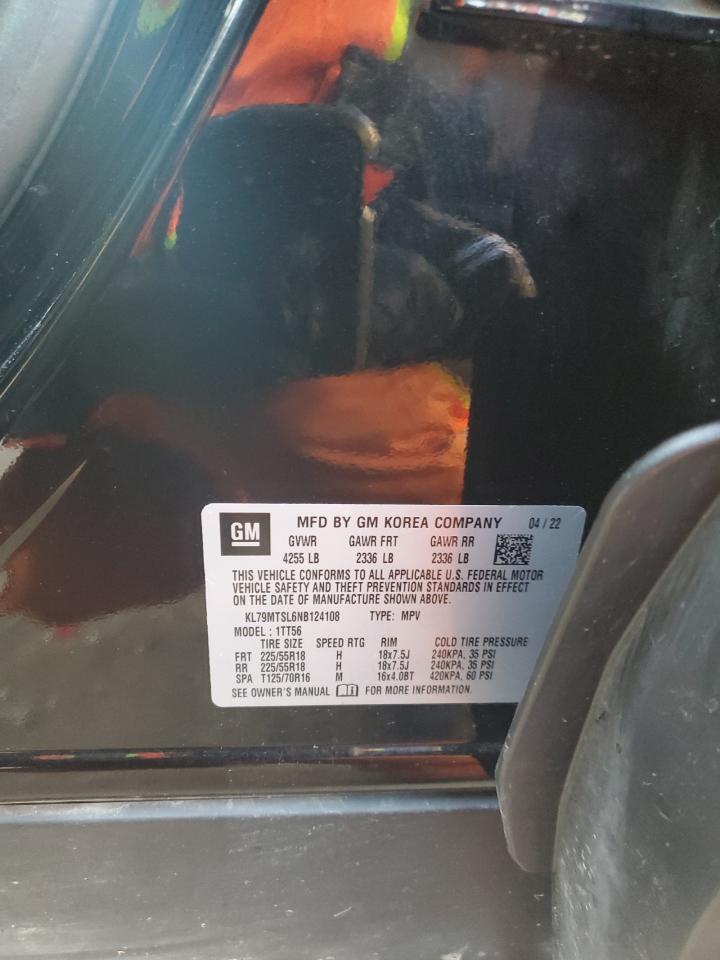 GM MFD BY GM KOREA COMPANY 04 / 22
GVWR GAWR FRT GAWR RR
4255 LB 2336 LB 2336 LB
THIS VEHICLE CONFORMS TO ALL APPLICABLE U.S. FEDERAL MOTOR
VEHICLE SAFETY AND THEFT PREVENTION STANDARDS IN EFFECT
ON THE DATE OF MANUFACTURE SHOWN ABOVE.
KL79MTSL6NB124108 TYPE: MPV
MODEL : 1TT56
TIRE SIZE SPEED RTG RIM COLD TIRE PRESSURE
FRT 225/55R18 H 18x7.5J 240KPA, 35 PSI
RR 225/55R18 H 18x7.5J 240KPA, 35 PSI
SPA T125/70R16 M 16x4.0BT 420KPA, 60 PSI
SEE OWNER'S MANUAL FOR MORE INFORMATION.